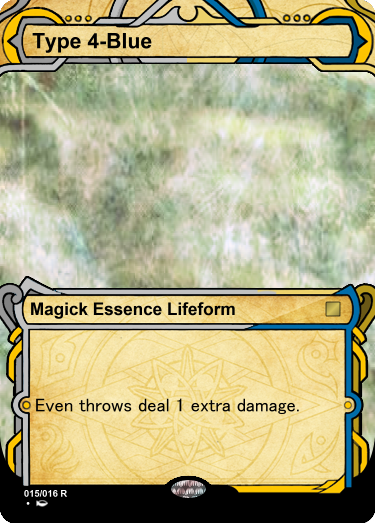 Type 4-Blue
Magick Essence Lifeform
Even throws deal 1 extra damage.
015/016 R
•